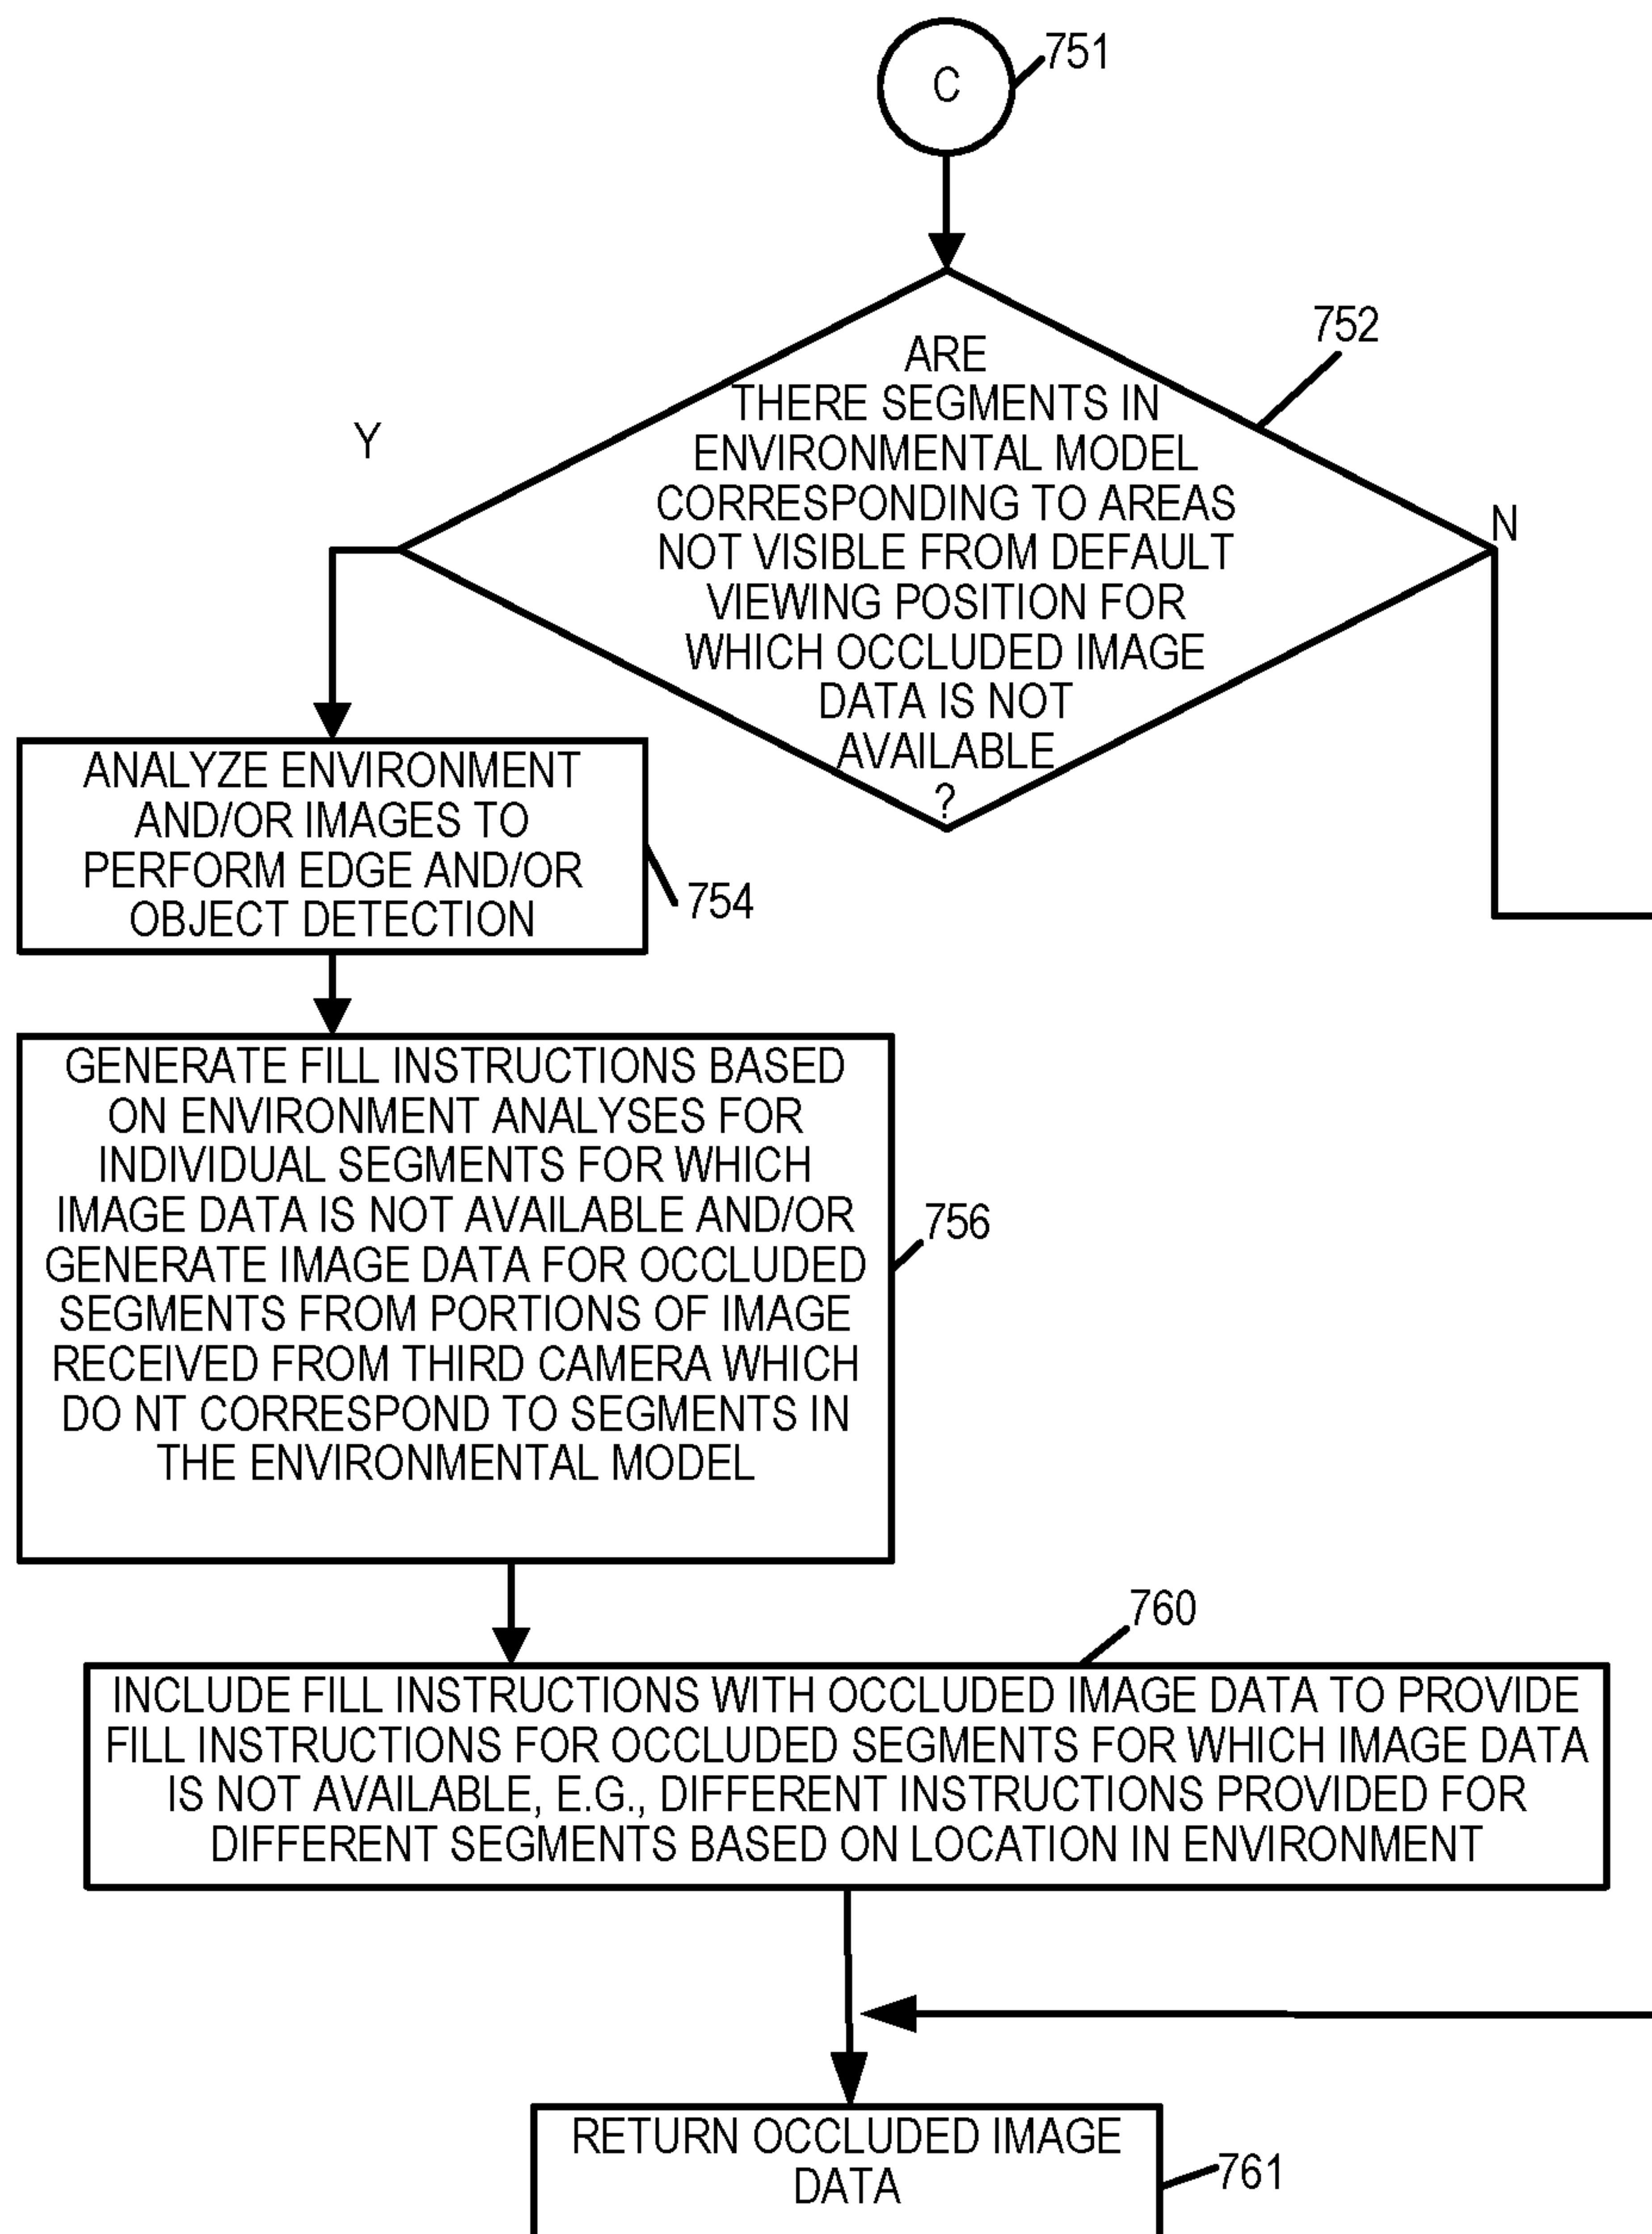 C
751
752
ARE
THERE SEGMENTS IN
ENVIRONMENTAL MODEL
CORRESPONDING TO AREAS
NOT VISIBLE FROM DEFAULT
VIEWING POSITION FOR
WHICH OCCLUDED IMAGE
DATA IS NOT
AVAILABLE
?
Y
N
ANALYZE ENVIRONMENT
AND/OR IMAGES TO
PERFORM EDGE AND/OR
OBJECT DETECTION
754
GENERATE FILL INSTRUCTIONS BASED
ON ENVIRONMENT ANALYSES FOR
INDIVIDUAL SEGMENTS FOR WHICH
IMAGE DATA IS NOT AVAILABLE AND/OR
GENERATE IMAGE DATA FOR OCCLUDED
SEGMENTS FROM PORTIONS OF IMAGE
RECEIVED FROM THIRD CAMERA WHICH
DO NT CORRESPOND TO SEGMENTS IN
THE ENVIRONMENTAL MODEL
756
760
INCLUDE FILL INSTRUCTIONS WITH OCCLUDED IMAGE DATA TO PROVIDE
FILL INSTRUCTIONS FOR OCCLUDED SEGMENTS FOR WHICH IMAGE DATA
IS NOT AVAILABLE, E.G., DIFFERENT INSTRUCTIONS PROVIDED FOR
DIFFERENT SEGMENTS BASED ON LOCATION IN ENVIRONMENT
RETURN OCCLUDED IMAGE
DATA
761